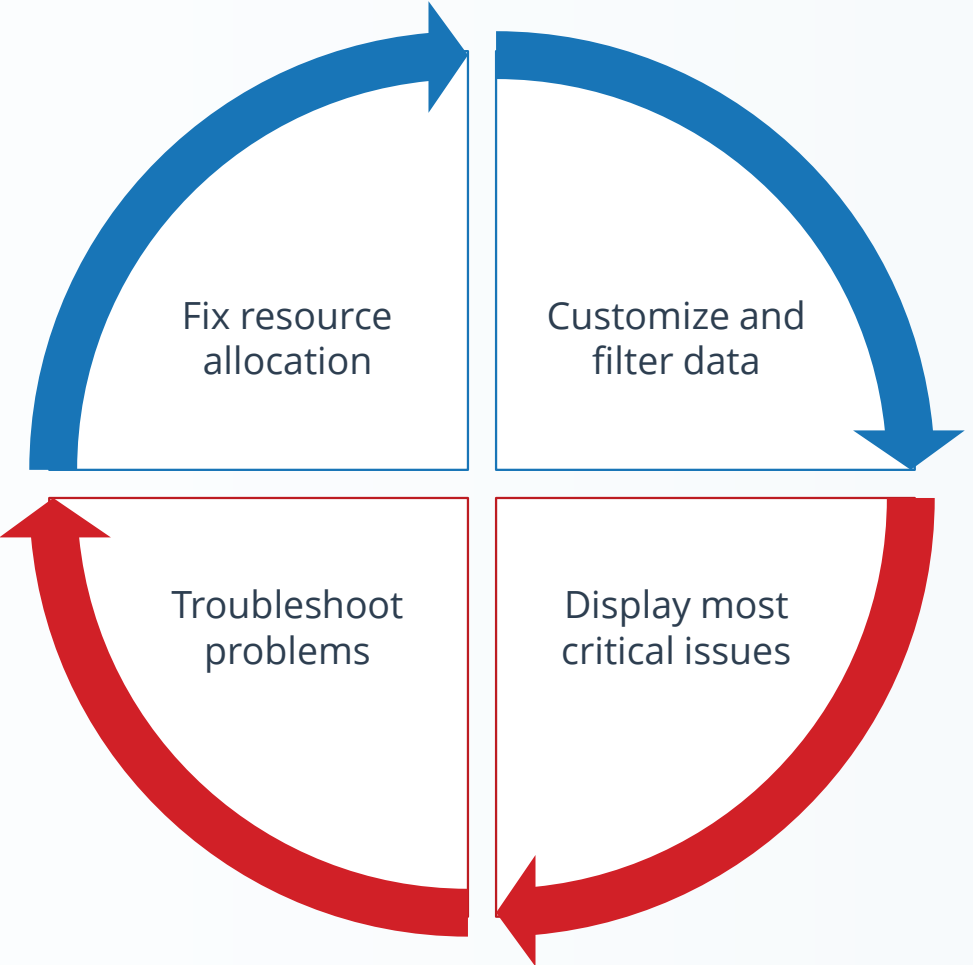 Fix resource
allocation
Customize and
filter data
Troubleshoot
problems
Display most
critical issues